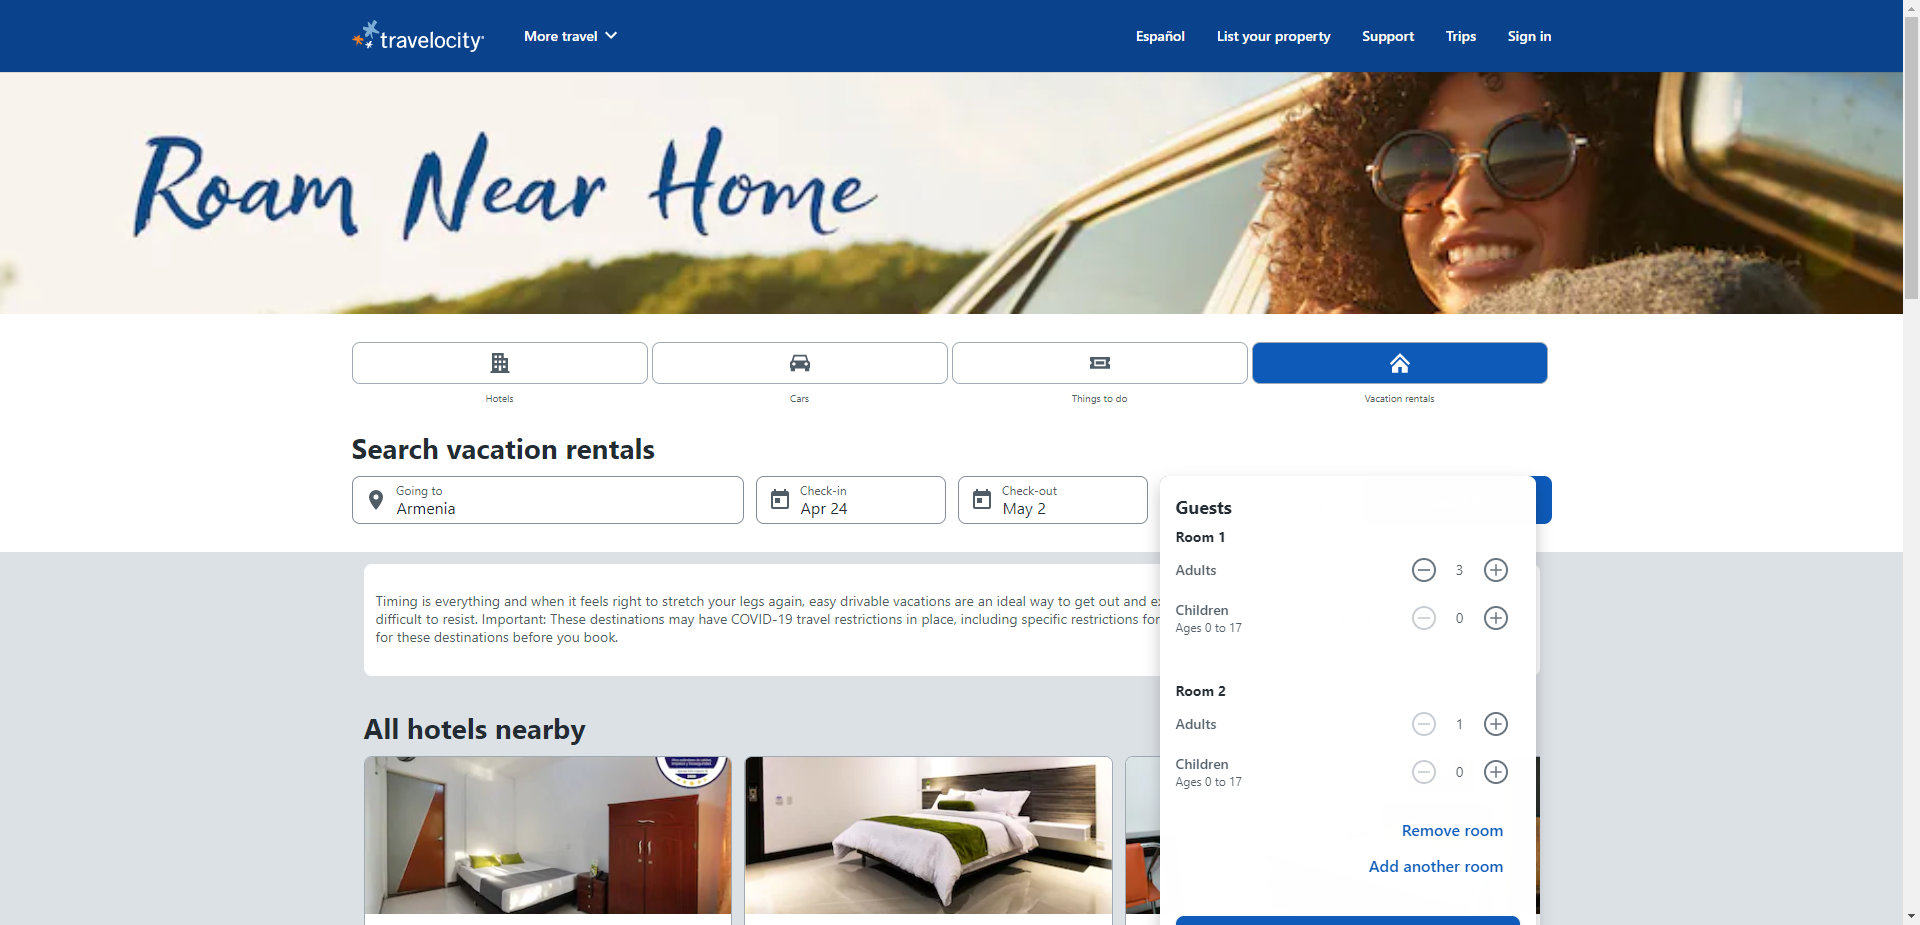 travelocity
More travel
Español
List your property
Support
Trips
Sign in
Roam Near Home
Hotels
Cars
Things to do
Vacation rentals
Search vacation rentals
Going to
Armenia
Check-in
Apr 24
Check-out
May 2
Guests
Room 1
Adults
3
Children
0
Ages 0 to 17
Room 2
Adults
1
Children
0
Ages 0 to 17
Remove room
Add another room
Timing is everything and when it feels right to stretch your legs again, easy drivable vacations are an ideal way to get out and
difficult to resist. Important: These destinations may have COVID-19 travel restrictions in place, including specific restrictions for
for these destinations before you book.
All hotels nearby